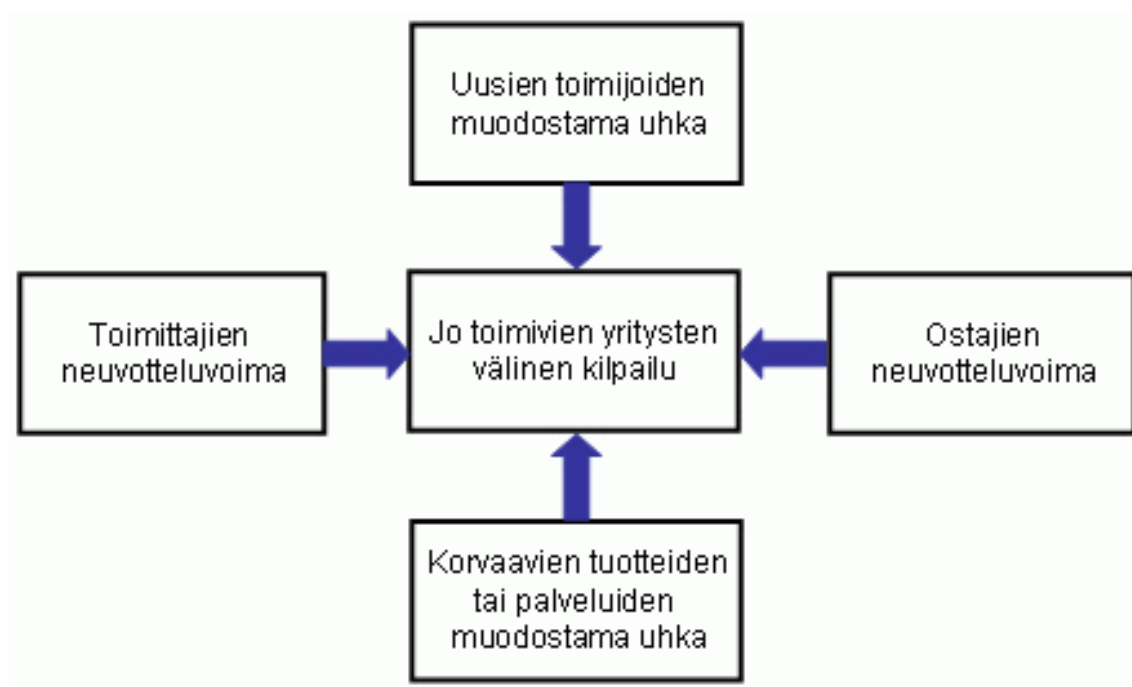 Uusien toimijoiden
muodostama uhka
Toimittajien
neuvotteluvoima
Jo toimivien yritysten
välinen kilpailu
Ostajien
neuvotteluvoima
Korvaavien tuotteiden
tai palveluiden
muodostama uhka